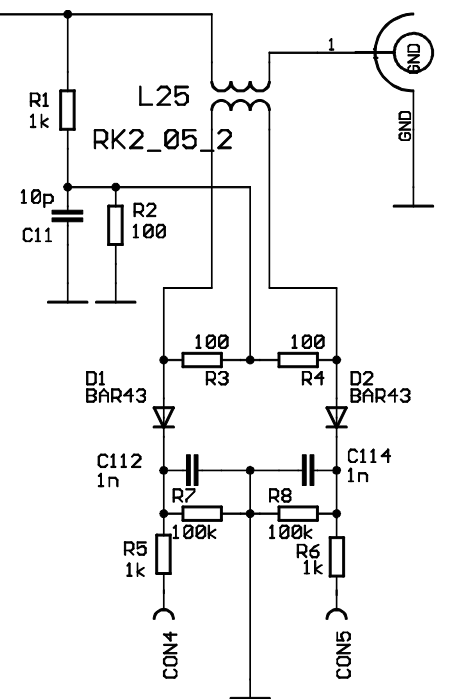 1
GND
GND
R1
1k
L25
RK2_05_2
10p
C11
R2
100
100
R3
100
R4
D1
BAR43
D2
BAR43
C112
1n
C114
1n
R7
100k
R8
100k
R5
1k
R6
1k
CON4
CON5